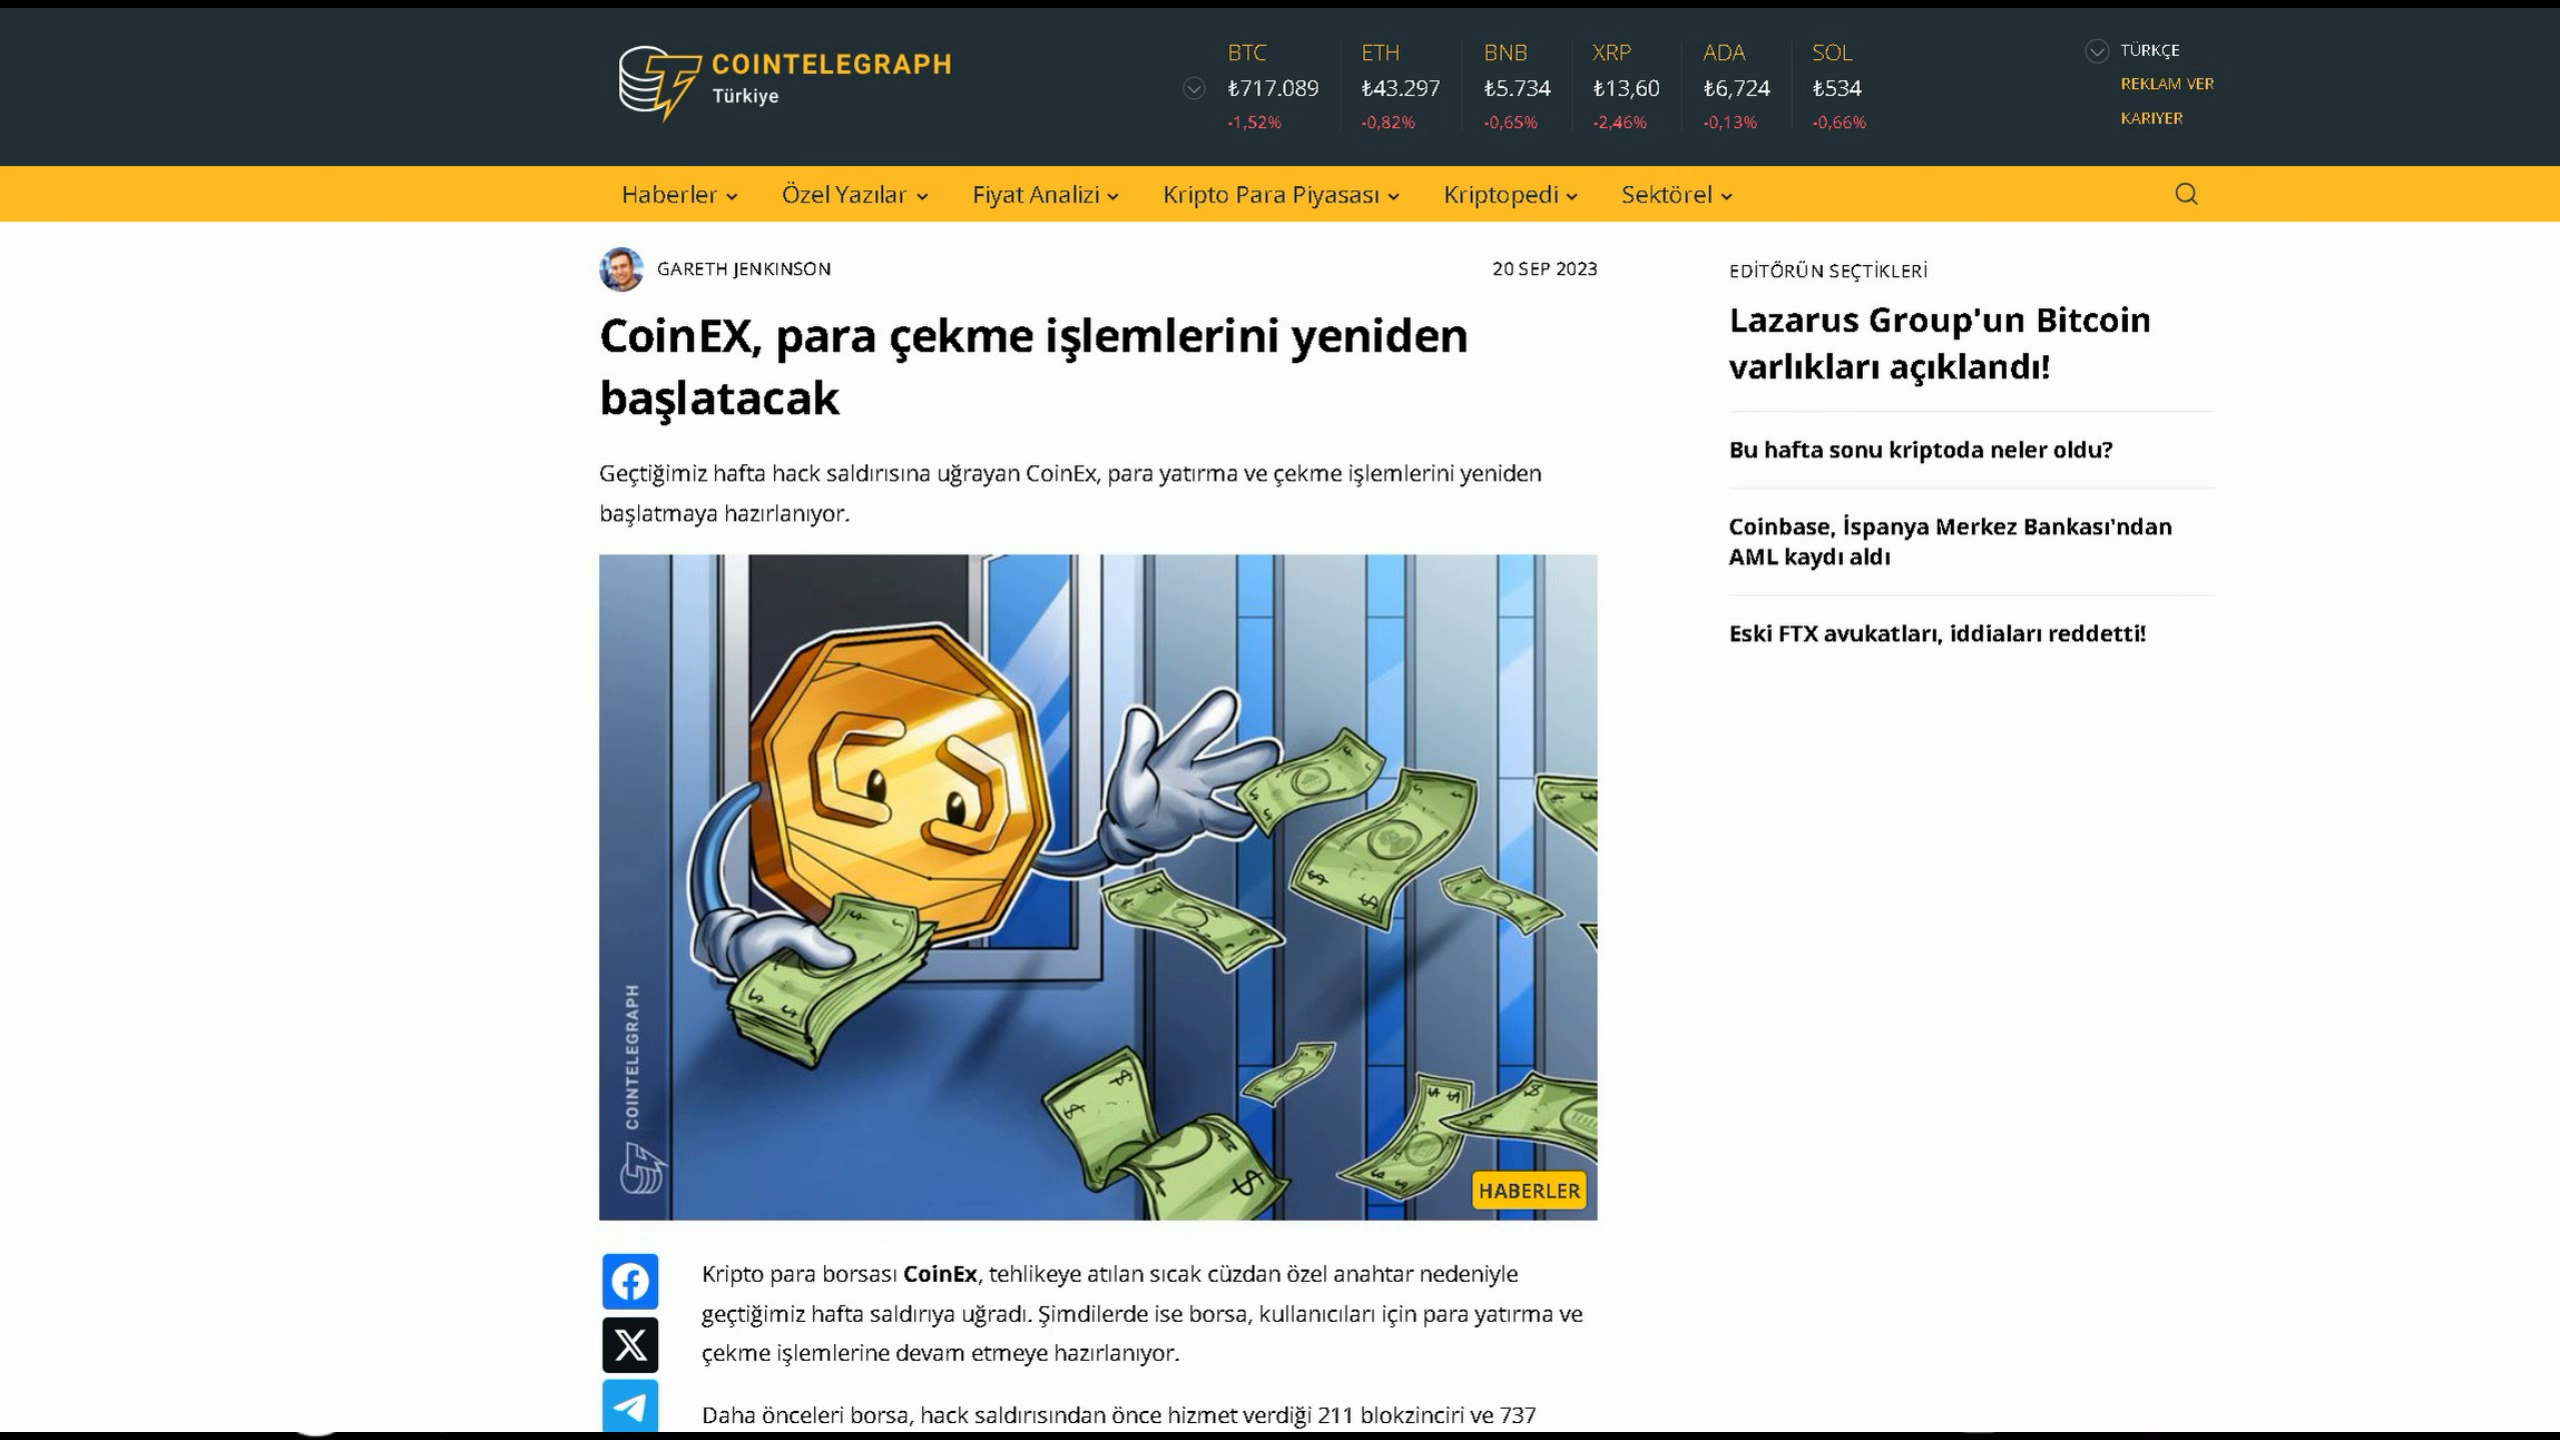 COINTELEGRAPH
Türkiye
BTC ETH BNB XRP ADA SOL
₺717.089 ₺43.297 ₺5.734 ₺13,60 ₺6,724 ₺534
-1,52% -0,82% -0,65% -2,46% -0,13% -0,66%
TÜRKÇE
REKLAM VER
KARIYER
Haberler Özel Yazılar Fiyat Analizi Kripto Para Piyasası Kriptopedi Sektörel
GARETH JENKINSON 20 SEP 2023
CoinEX, para çekme işlemlerini yeniden
başlatacak
Geçtiğimiz hafta hack saldırısına uğrayan CoinEx, para yatırma ve çekme işlemlerini yeniden
başlatmaya hazırlanıyor.
COINTELEGRAPH
HABERLER
Kripto para borsası CoinEx, tehlikeye atılan sıcak cüzdan özel anahtar nedeniyle
geçtiğimiz hafta saldırıya uğradı. Şimdilerde ise borsa, kullanıcıları için para yatırma ve
çekme işlemlerine devam etmeye hazırlanıyor.
Daha önceleri borsa, hack saldırısından önce hizmet verdiği 211 blokzinciri ve 737
EDİTÖRÜN SEÇTİKLERİ
Lazarus Group'un Bitcoin
varlıkları açıklandı!
Bu hafta sonu kriptoda neler oldu?
Coinbase, İspanya Merkez Bankası'ndan
AML kaydı aldı
Eski FTX avukatları, iddiaları reddetti!